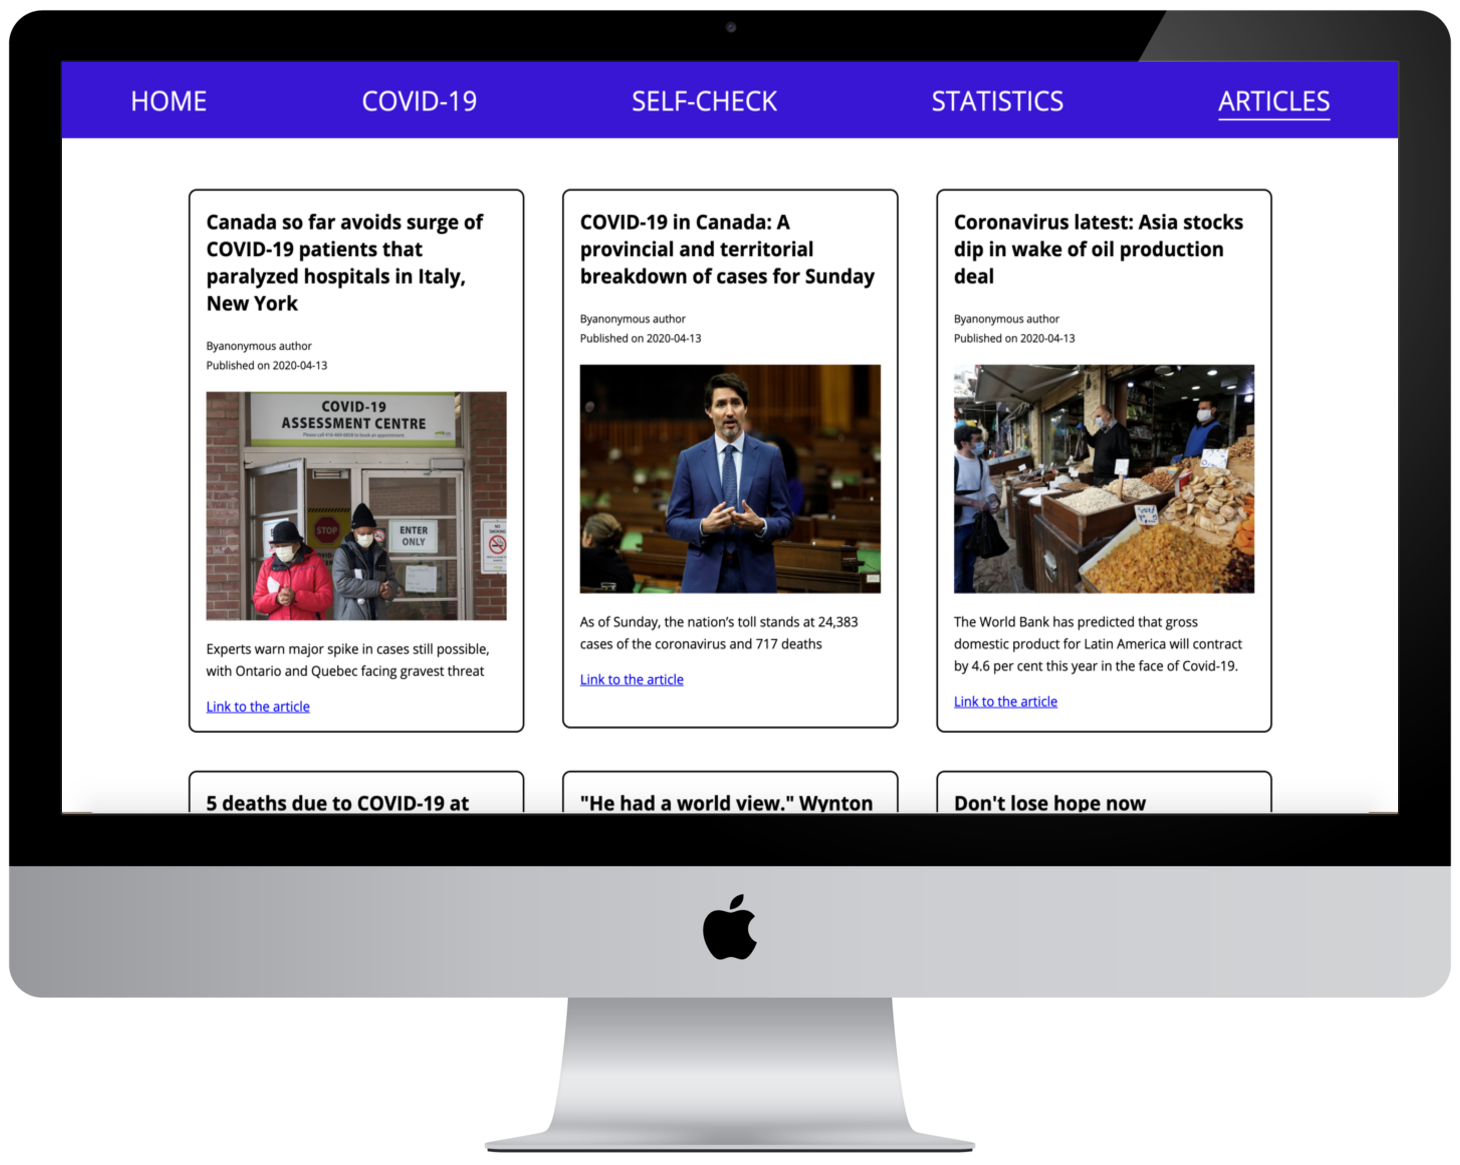 HOME
COVID-19
SELF-CHECK
STATISTICS
ARTICLES
Canada so far avoids surge of
COVID-19 patients that
paralyzed hospitals in Italy,
New York
Byanonymous author
Published on 2020-04-13
COVID-19
ASSESSMENT CENTRE
STOP
ENTER
ONLY
Experts warn major spike in cases still possible,
with Ontario and Quebec facing gravest threat
Link to the article
COVID-19 in Canada: A
provincial and territorial
breakdown of cases for Sunday
Byanonymous author
Published on 2020-04-13
As of Sunday, the nation’s toll stands at 24,383
cases of the coronavirus and 717 deaths
Link to the article
Coronavirus latest: Asia stocks
dip in wake of oil production
deal
Byanonymous author
Published on 2020-04-13
The World Bank has predicted that gross
domestic product for Latin America will contract
by 4.6 per cent this year in the face of Covid-19.
Link to the article
5 deaths due to COVID-19 at
"He had a world view." Wynton
Don't lose hope now